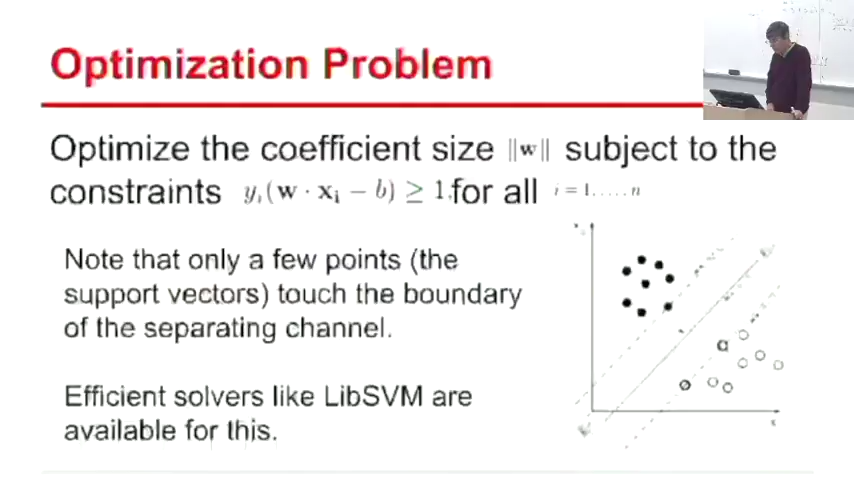 Optimization Problem
Optimize the coefficient size ||w|| subject to the
constraints y_i(w · x_i − b) ≥ 1, for all i = 1, . . . , n
Note that only a few points (the
support vectors) touch the boundary
of the separating channel.
Efficient solvers like LibSVM are
available for this.